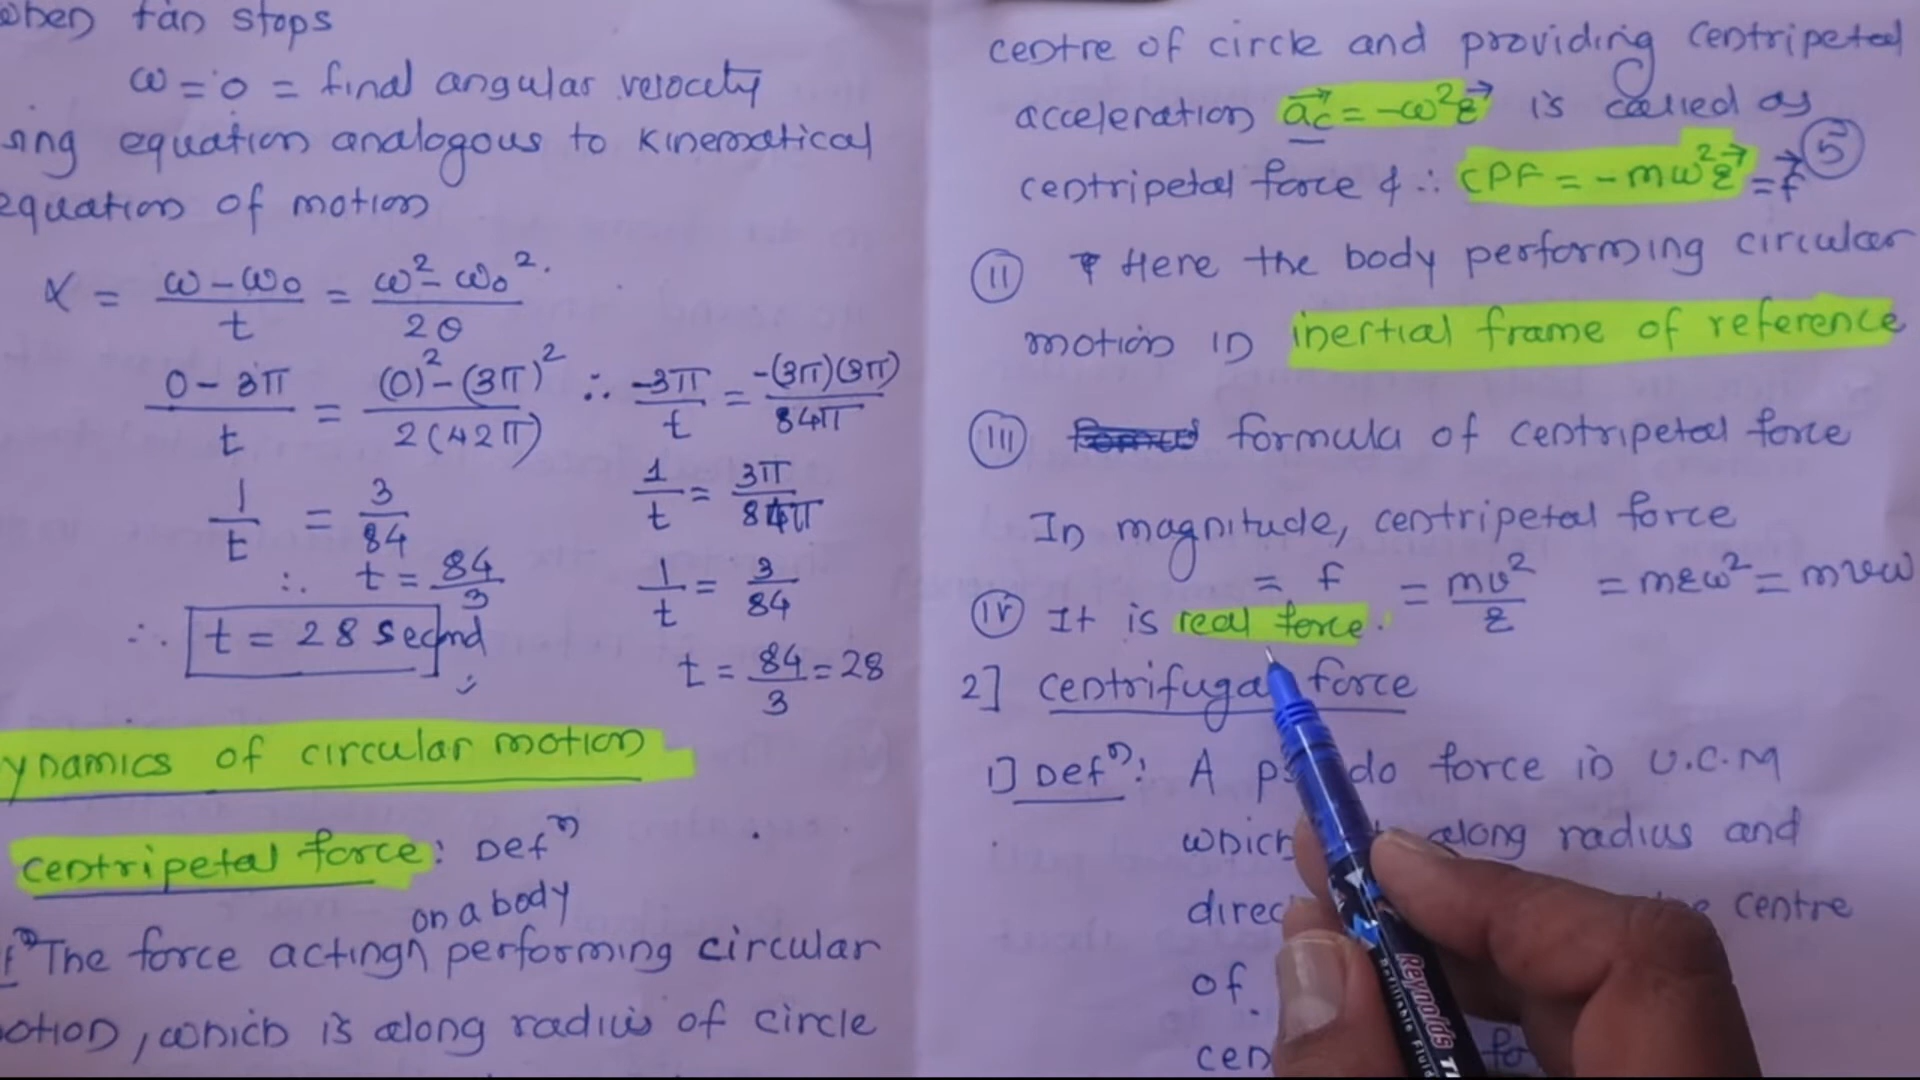 when fan stops
ω = 0 = final angular velocity
sing equation analogous to kinematical
equation of motion
α = (ω - ω₀)/t = (ω² - ω₀²)/2θ
(0 - 3π)/t = ((0)² - (3π)²)/2(42π) ∴ -3π/t = -(3π)(3π)/84π
1/t = 3π/84π
1/t = 3/84
∴ t = 84/3
1/t = 3/84
∴ t = 28 second
t = 84/3 = 28
ynamics of circular motion
centripetal force: Defⁿ
on a body
The force acting performing circular
otion, which is along radius of circle
centre of circle and providing centripetal
acceleration a⃗c = -ω²r⃗ is called as
centripetal force & ∴ CPF = -mω²r⃗ = f⃗
5
(II) Here the body performing circular
motion in inertial frame of reference
(III) formula of centripetal force
In magnitude, centripetal force
= f = mv²/r = mrω² = mvω
(IV) It is real force.
2] centrifugal force
1] Defⁿ: A do force in U.C.M
which along radius and
direc centre
of
cen
Reynolds